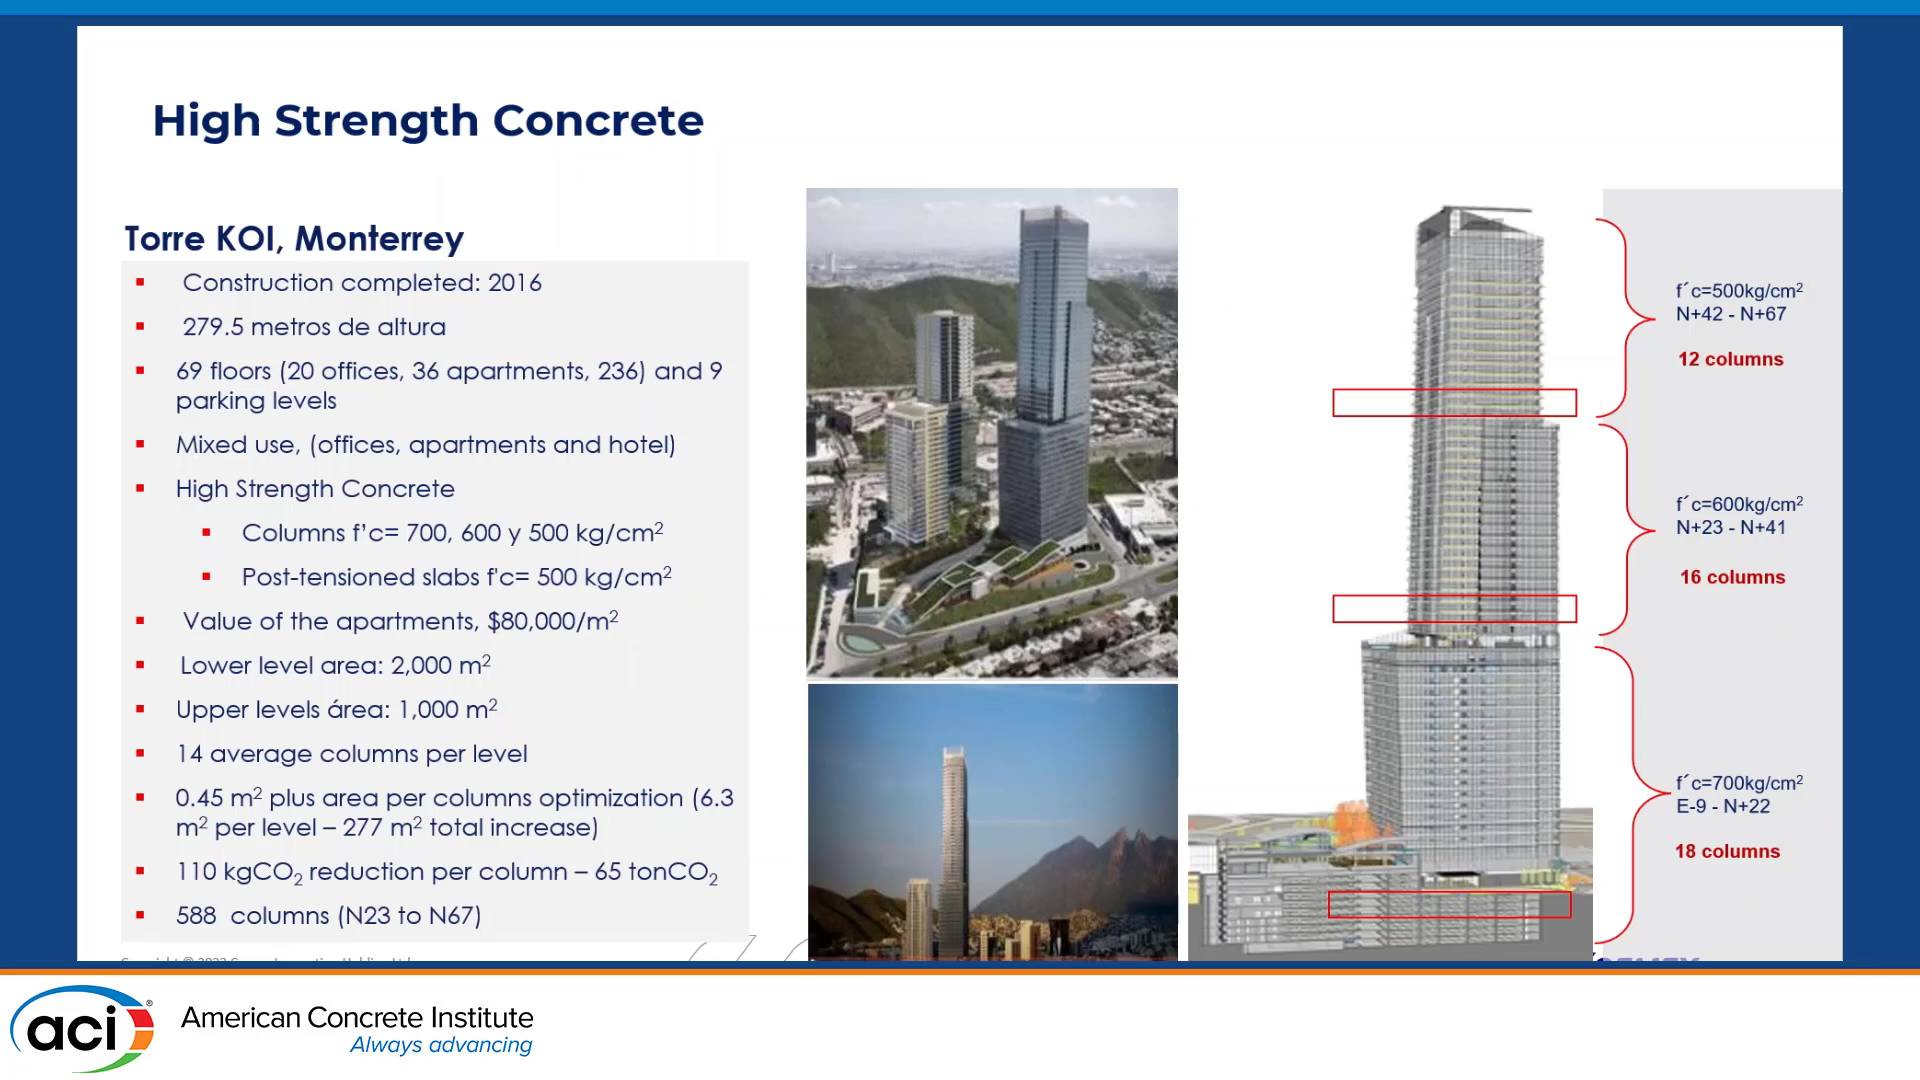 High Strength Concrete
Torre KOI, Monterrey
▪ Construction completed: 2016
▪ 279.5 metros de altura
▪ 69 floors (20 offices, 36 apartments, 236) and 9
parking levels
▪ Mixed use, (offices, apartments and hotel)
▪ High Strength Concrete
▪ Columns f’c= 700, 600 y 500 kg/cm²
▪ Post-tensioned slabs f'c= 500 kg/cm²
▪ Value of the apartments, $80,000/m²
▪ Lower level area: 2,000 m²
▪ Upper levels área: 1,000 m²
▪ 14 average columns per level
▪ 0.45 m² plus area per columns optimization (6.3
m² per level – 277 m² total increase)
▪ 110 kgCO₂ reduction per column – 65 tonCO₂
▪ 588 columns (N23 to N67)
f´c=500kg/cm²
N+42 - N+67
12 columns
f´c=600kg/cm²
N+23 - N+41
16 columns
f´c=700kg/cm²
E-9 - N+22
18 columns
aci®
American Concrete Institute
Always advancing